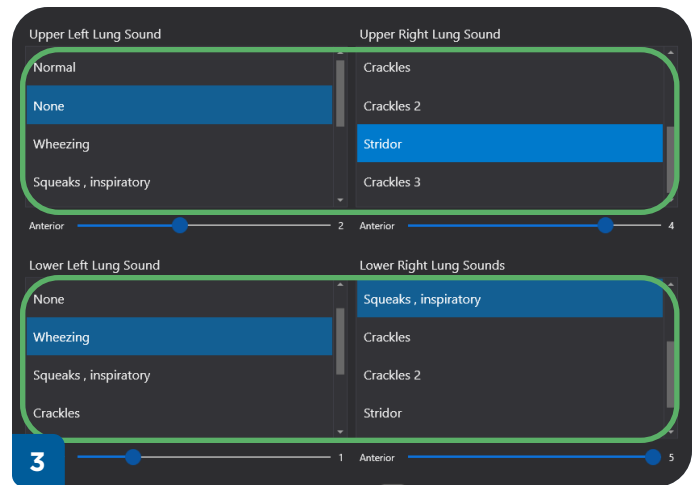 Upper Left Lung Sound
Normal
None
Wheezing
Squeaks , inspiratory
Anterior 2
Upper Right Lung Sound
Crackles
Crackles 2
Stridor
Crackles 3
Anterior 4
Lower Left Lung Sound
None
Wheezing
Squeaks , inspiratory
Crackles
1
Lower Right Lung Sounds
Squeaks , inspiratory
Crackles
Crackles 2
Stridor
Anterior 5
3